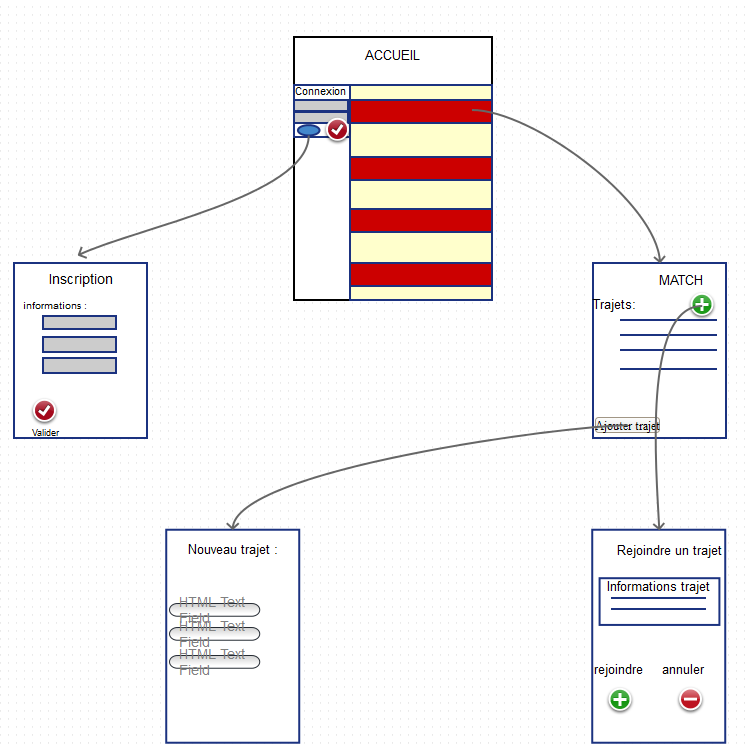 ACCUEIL
Connexion
Inscription
informations :
Valider
MATCH
Trajets:
Ajouter trajet
Nouveau trajet :
HTML Text
Field
HTML Text
Field
HTML Text
Field
Rejoindre un trajet
Informations trajet
rejoindre annuler